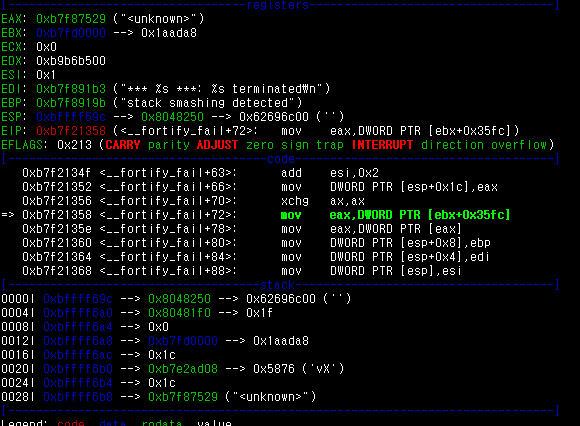 [------------------------------------registers------------------------------------]
EAX: 0xb7f87529 ("<unknown>")
EBX: 0xb7fd0000 --> 0x1aada8
ECX: 0x0
EDX: 0xb9b6b500
ESI: 0x1
EDI: 0xb7f891b3 ("*** %s ***: %s terminated₩n")
EBP: 0xb7f8919b ("stack smashing detected")
ESP: 0xbffff69c --> 0x8048250 --> 0x62696c00 ('')
EIP: 0xb7f21358 (<__fortify_fail+72>: mov eax,DWORD PTR [ebx+0x35fc])
EFLAGS: 0x213 (CARRY parity ADJUST zero sign trap INTERRUPT direction overflow)
[------------------------------------code------------------------------------]
0xb7f2134f <__fortify_fail+63>: add esi,0x2
0xb7f21352 <__fortify_fail+66>: mov DWORD PTR [esp+0x1c],eax
0xb7f21356 <__fortify_fail+70>: xchg ax,ax
=> 0xb7f21358 <__fortify_fail+72>: mov eax,DWORD PTR [ebx+0x35fc]
0xb7f2135e <__fortify_fail+78>: mov eax,DWORD PTR [eax]
0xb7f21360 <__fortify_fail+80>: mov DWORD PTR [esp+0x8],ebp
0xb7f21364 <__fortify_fail+84>: mov DWORD PTR [esp+0x4],edi
0xb7f21368 <__fortify_fail+88>: mov DWORD PTR [esp],esi
[------------------------------------stack------------------------------------]
0000| 0xbffff69c --> 0x8048250 --> 0x62696c00 ('')
0004| 0xbffff6a0 --> 0x80481f0 --> 0x1f
0008| 0xbffff6a4 --> 0x0
0012| 0xbffff6a8 --> 0xb7fd0000 --> 0x1aada8
0016| 0xbffff6ac --> 0x1c
0020| 0xbffff6b0 --> 0xb7e2ad08 --> 0x5876 ('vX')
0024| 0xbffff6b4 --> 0x1c
0028| 0xbffff6b8 --> 0xb7f87529 ("<unknown>")
[------------------------------------------------------------------------]
Legend: code, data, rodata, value